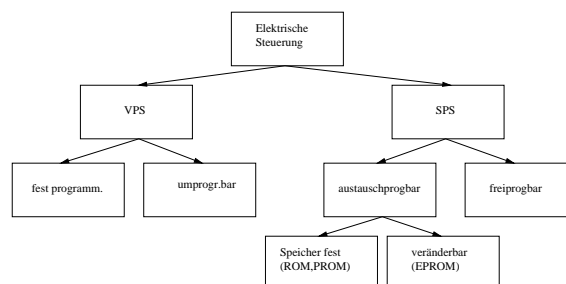 Elektrische
Steuerung
VPS
SPS
fest programm.
umprogr.bar
austauschprogbar
freiprogbar
Speicher fest
(ROM,PROM)
veränderbar
(EPROM)